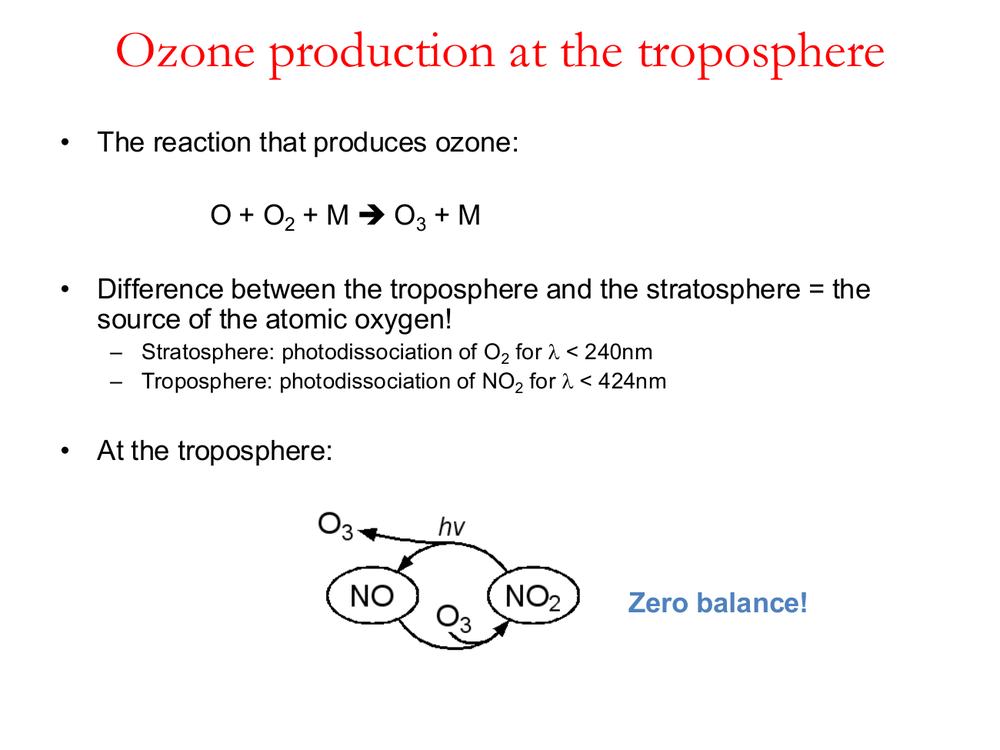 Ozone production at the troposphere
• The reaction that produces ozone:
O + O₂ + M ➔ O₃ + M
• Difference between the troposphere and the stratosphere = the
source of the atomic oxygen!
– Stratosphere: photodissociation of O₂ for λ < 240nm
– Troposphere: photodissociation of NO₂ for λ < 424nm
• At the troposphere:
O₃ hν
NO NO₂
O₃
Zero balance!